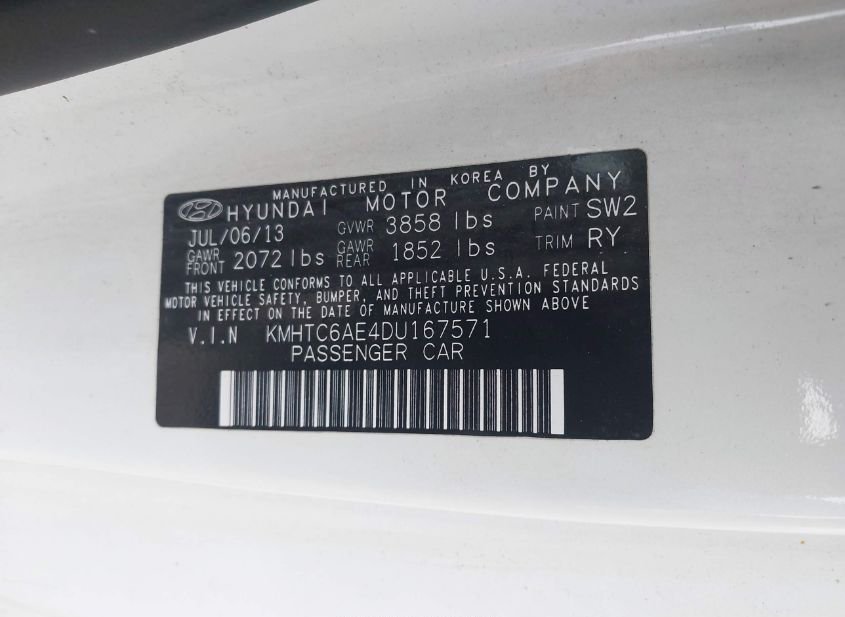 MANUFACTURED IN KOREA BY
HYUNDAI MOTOR COMPANY
JUL/06/13 GVWR 3858 lbs PAINT SW2
GAWR FRONT 2072 lbs GAWR REAR 1852 lbs TRIM RY
THIS VEHICLE CONFORMS TO ALL APPLICABLE U.S.A. FEDERAL
MOTOR VEHICLE SAFETY, BUMPER, AND THEFT PREVENTION STANDARDS
IN EFFECT ON THE DATE OF MANUFACTURE SHOWN ABOVE
V.I.N KMHTC6AE4DU167571
PASSENGER CAR